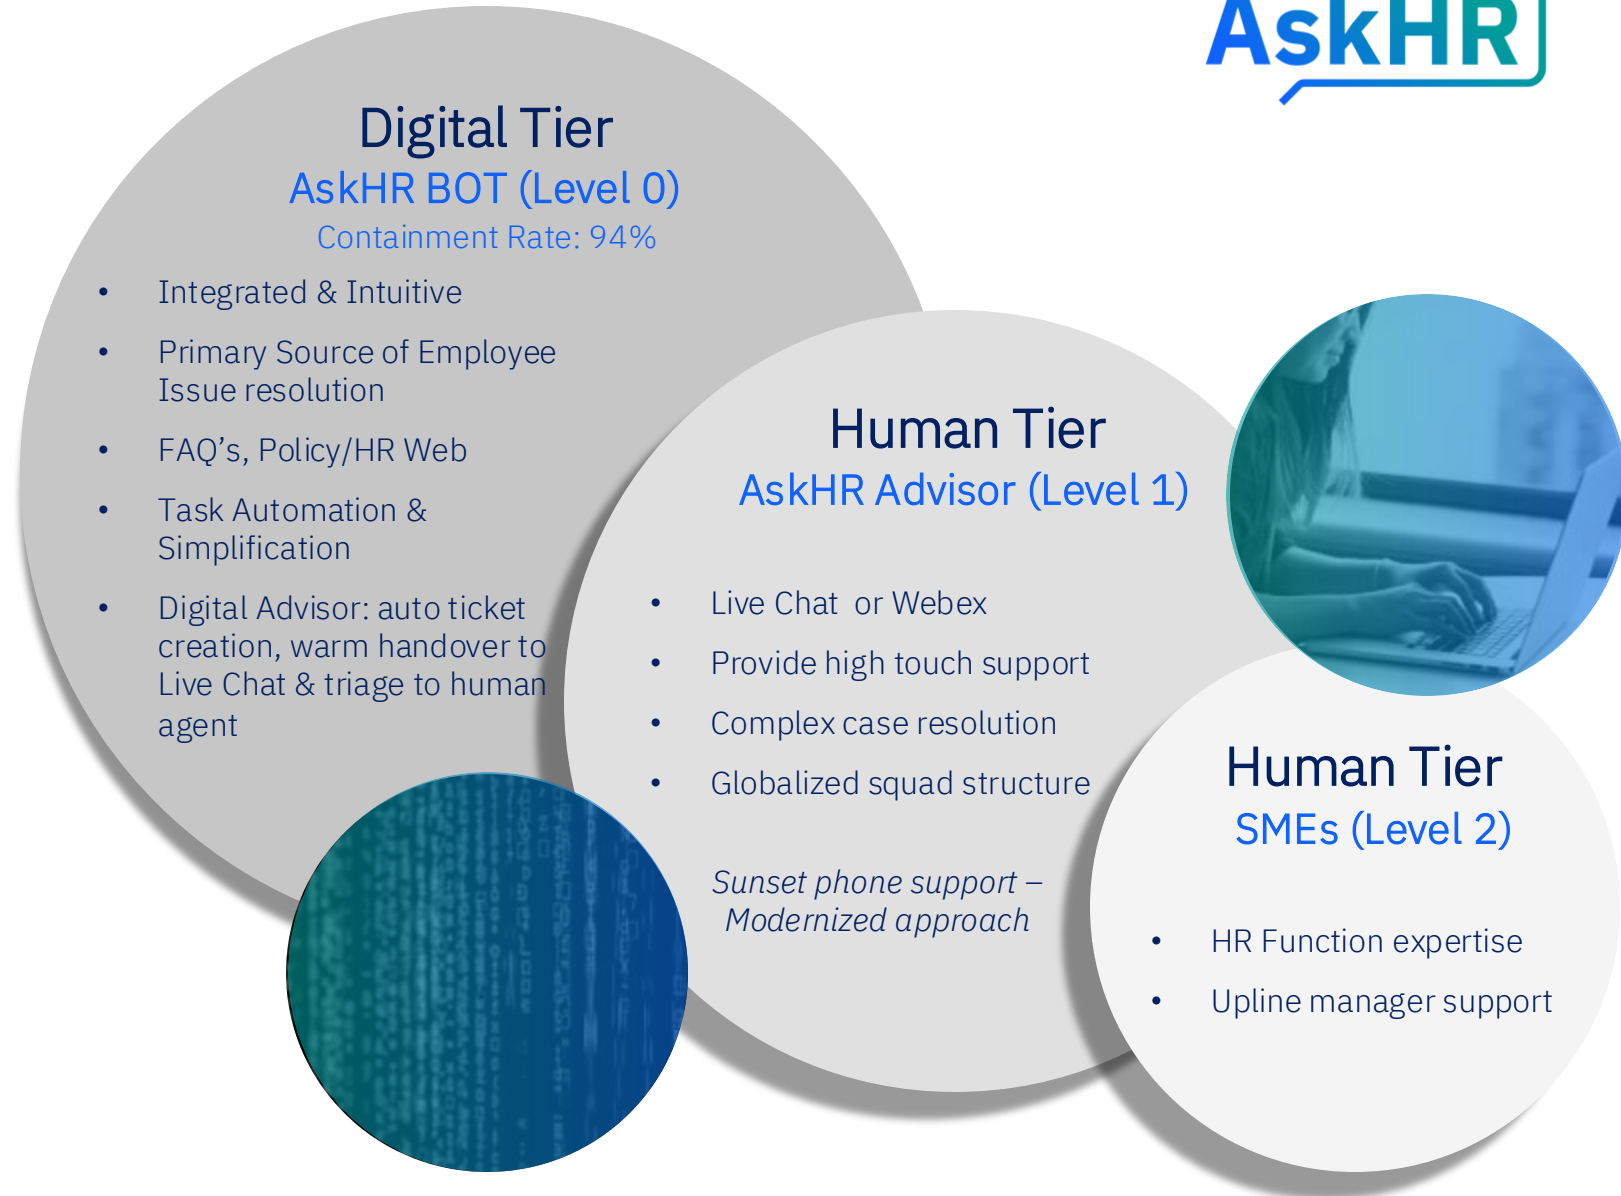 AskHR
Digital Tier
AskHR BOT (Level 0)
Containment Rate: 94%
• Integrated & Intuitive
• Primary Source of Employee
Issue resolution
• FAQ’s, Policy/HR Web
• Task Automation &
Simplification
• Digital Advisor: auto ticket
creation, warm handover to
Live Chat & triage to human
agent
Human Tier
AskHR Advisor (Level 1)
• Live Chat  or Webex
• Provide high touch support
• Complex case resolution
• Globalized squad structure
Sunset phone support –
Modernized approach
Human Tier
SMEs (Level 2)
• HR Function expertise
• Upline manager support